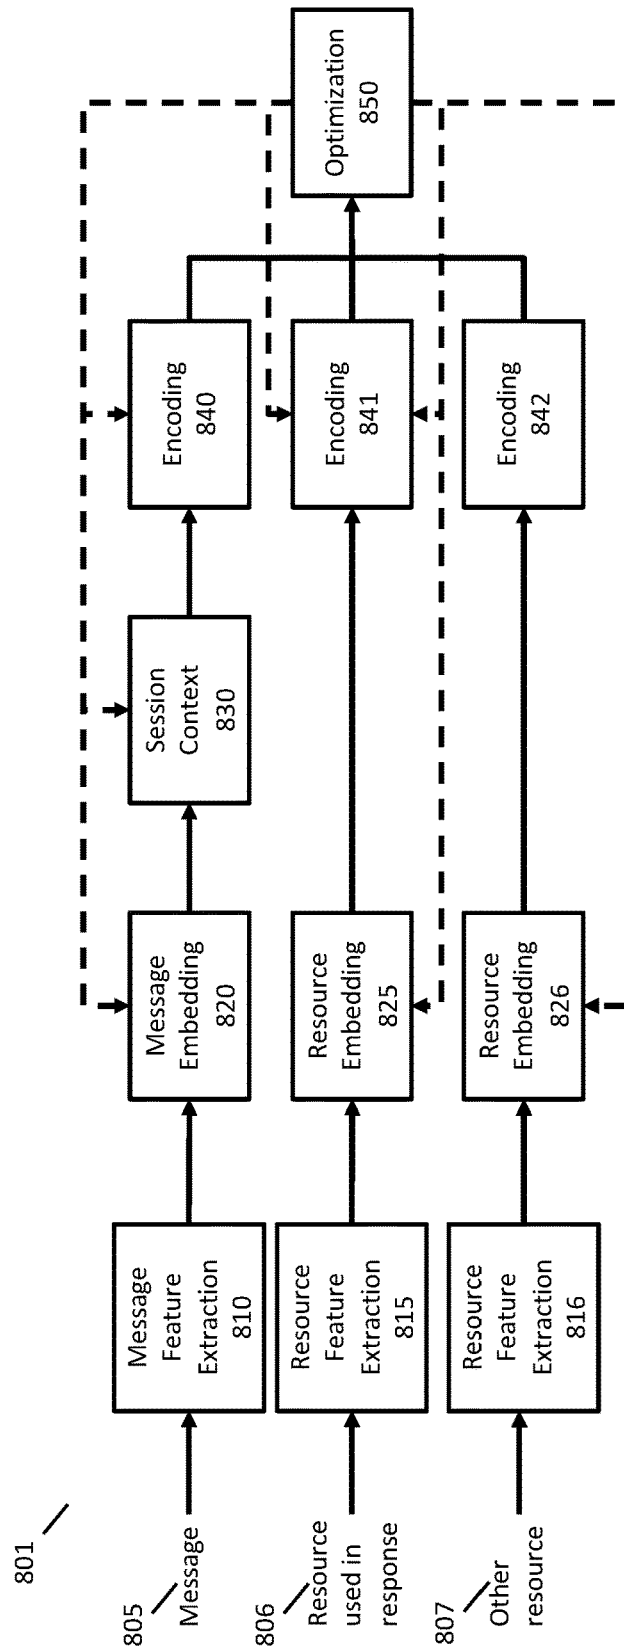 801
805
Message
Message
Feature
Extraction
810
Message
Embedding
820
Session
Context
830
Encoding
840
806
Resource
used in
response
Resource
Feature
Extraction
815
Resource
Embedding
825
Encoding
841
Optimization
850
807
Other
resource
Resource
Feature
Extraction
816
Resource
Embedding
826
Encoding
842